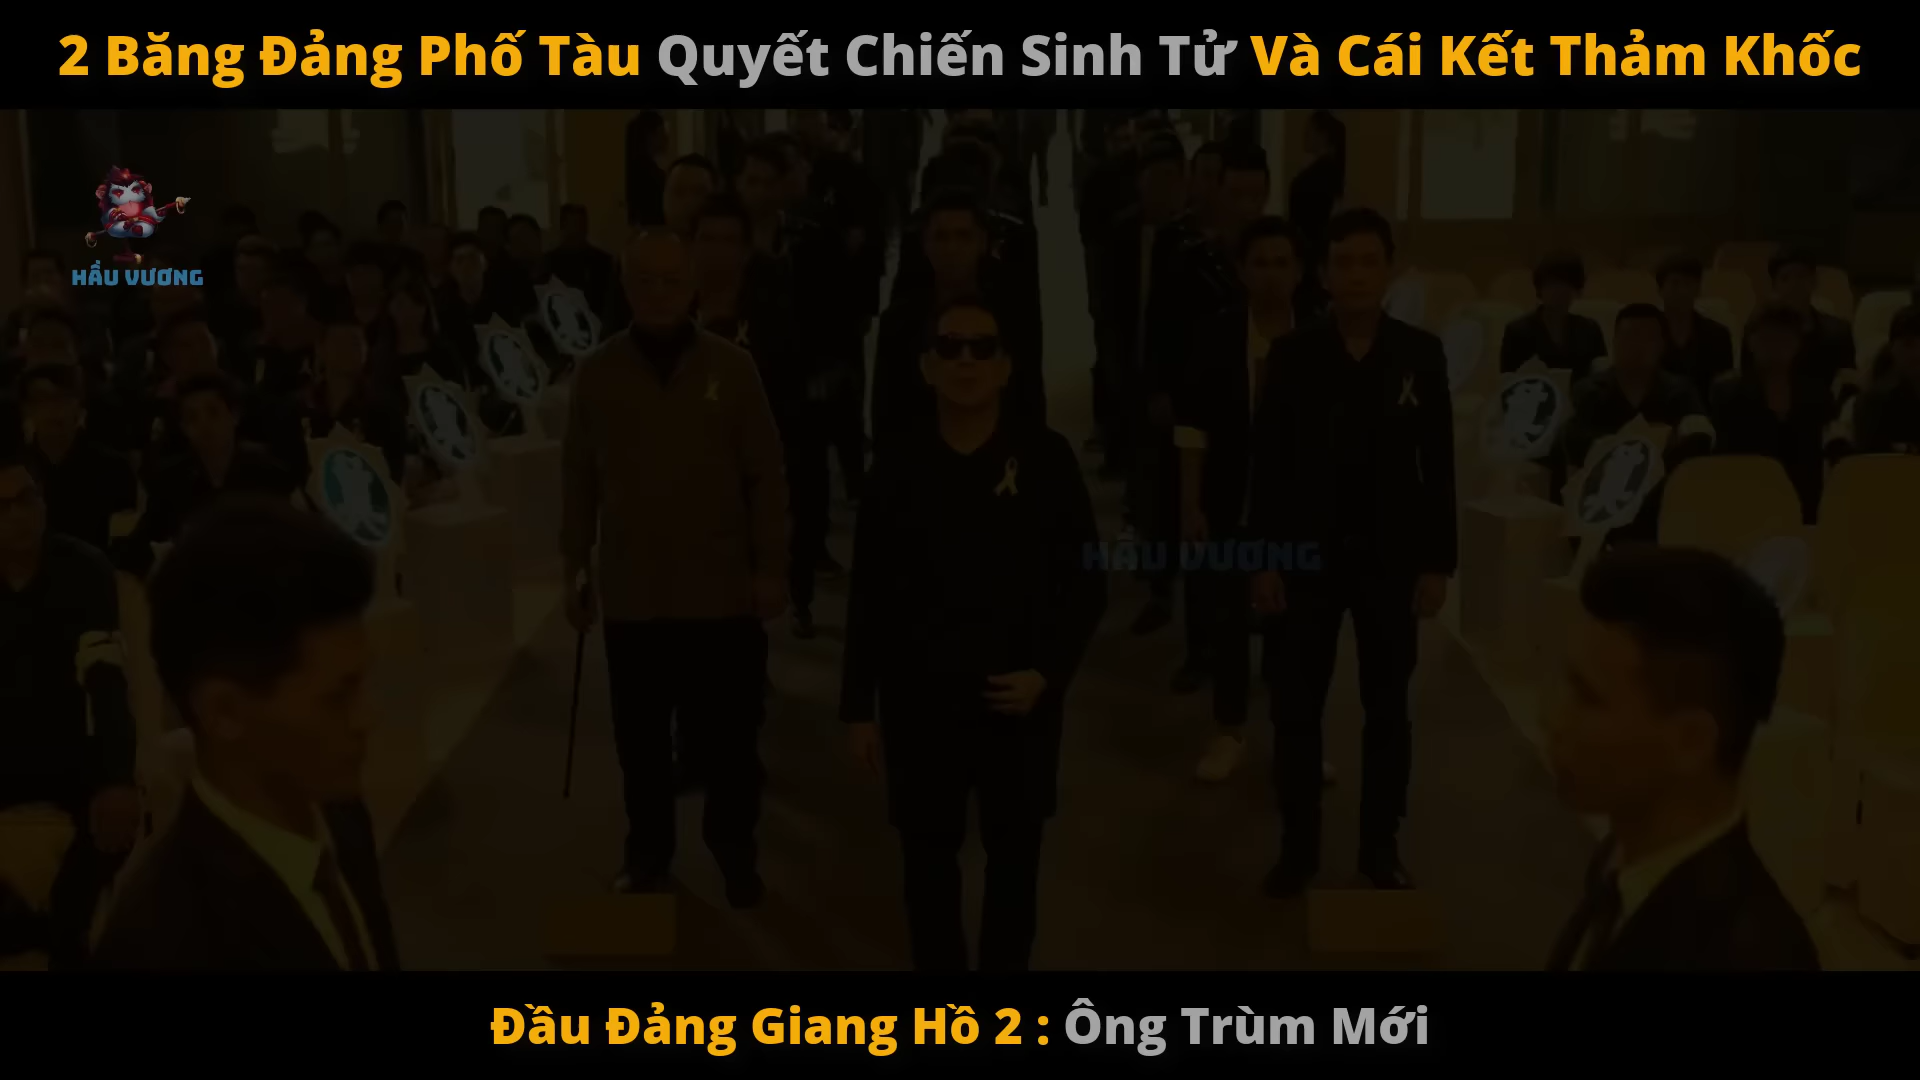 2 Băng Đảng Phố Tàu Quyết Chiến Sinh Tử Và Cái Kết Thảm Khốc
HẦU VƯƠNG
HẦU VƯƠNG
Đầu Đảng Giang Hồ 2 : Ông Trùm Mới